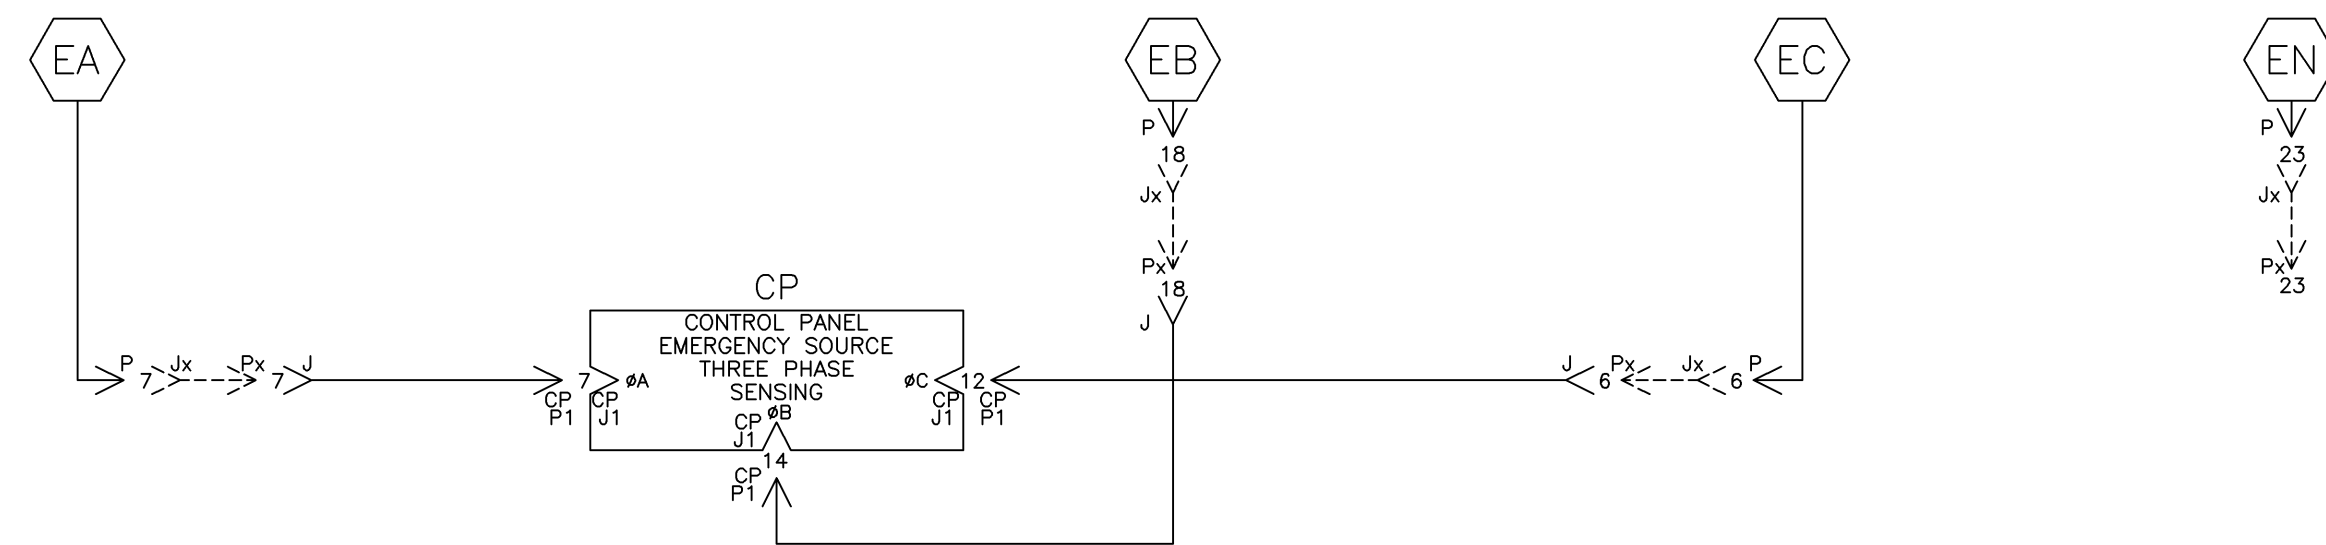 EA
EB
EC
EN
P
P
18
23
Jx
Jx
Px
Px
18
23
CP
CONTROL PANEL
EMERGENCY SOURCE
THREE PHASE
SENSING
J
P
7
Jx
Px
7
J
7
øA
øC
12
J
6
Px
Jx
6
P
CP
P1
CP
J1
CP
J1
CP
P1
øB
CP
J1
14
CP
P1